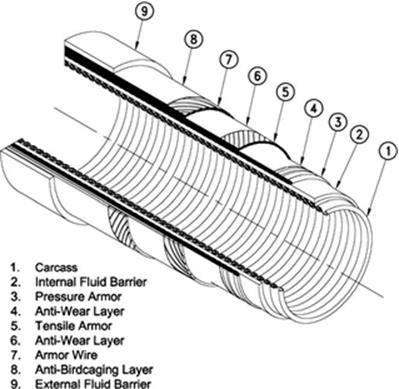 9
8
7
6
5
4
3
2
1
1. Carcass
2. Internal Fluid Barrier
3. Pressure Armor
4. Anti-Wear Layer
5. Tensile Armor
6. Anti-Wear Layer
7. Armor Wire
8. Anti-Birdcaging Layer
9. External Fluid Barrier